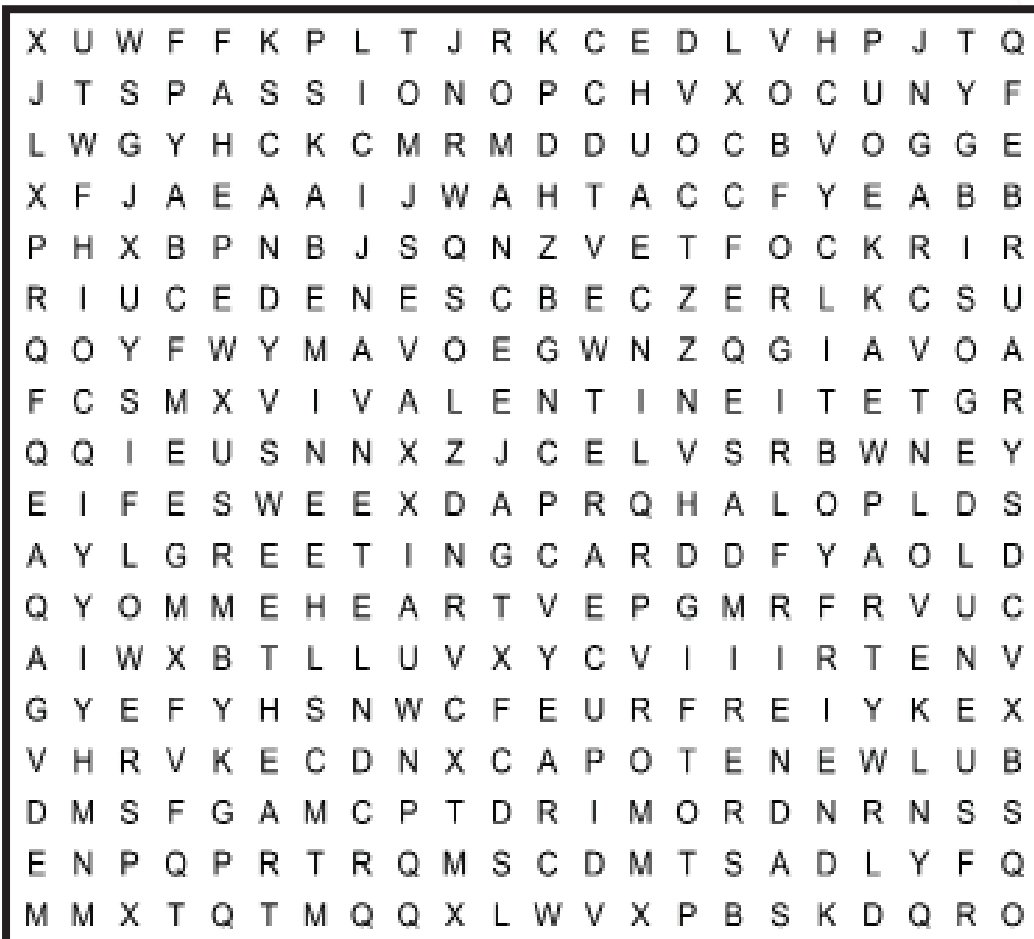 X U W F F K P L T J R K C E D L V H P J T Q
J T S P A S S I O N O P C H V X O C U N Y F
L W G Y H C K C M R M D D U O C B V O G G E
X F J A E A A I J W A H T A C C F Y E A B B
P H X B P N B J S Q N Z V E T F O C K R I R
R I U C E D E N E S C B E C Z E R L K C S U
Q O Y F W Y M A V O E G W N Z Q G I A V O A
F C S M X V I V A L E N T I N E I T E T G R
Q Q I E U S N N X Z J C E L V S R B W N E Y
E I F E S W E E X D A P R Q H A L O P L D S
A Y L G R E E T I N G C A R D D F Y A O L D
Q Y O M M E H E A R T V E P G M R F R V U C
A I W X B T L L U V X Y C V I I I R T E N V
G Y E F Y H S N W C F E U R F R E I Y K E X
V H R V K E C D N X C A P O T E N E W L U B
D M S F G A M C P T D R I M O R D N R N S S
E N P Q P R T R Q M S C D M T S A D L Y F Q
M M X T Q T M Q Q X L W V X P B S K D Q R O